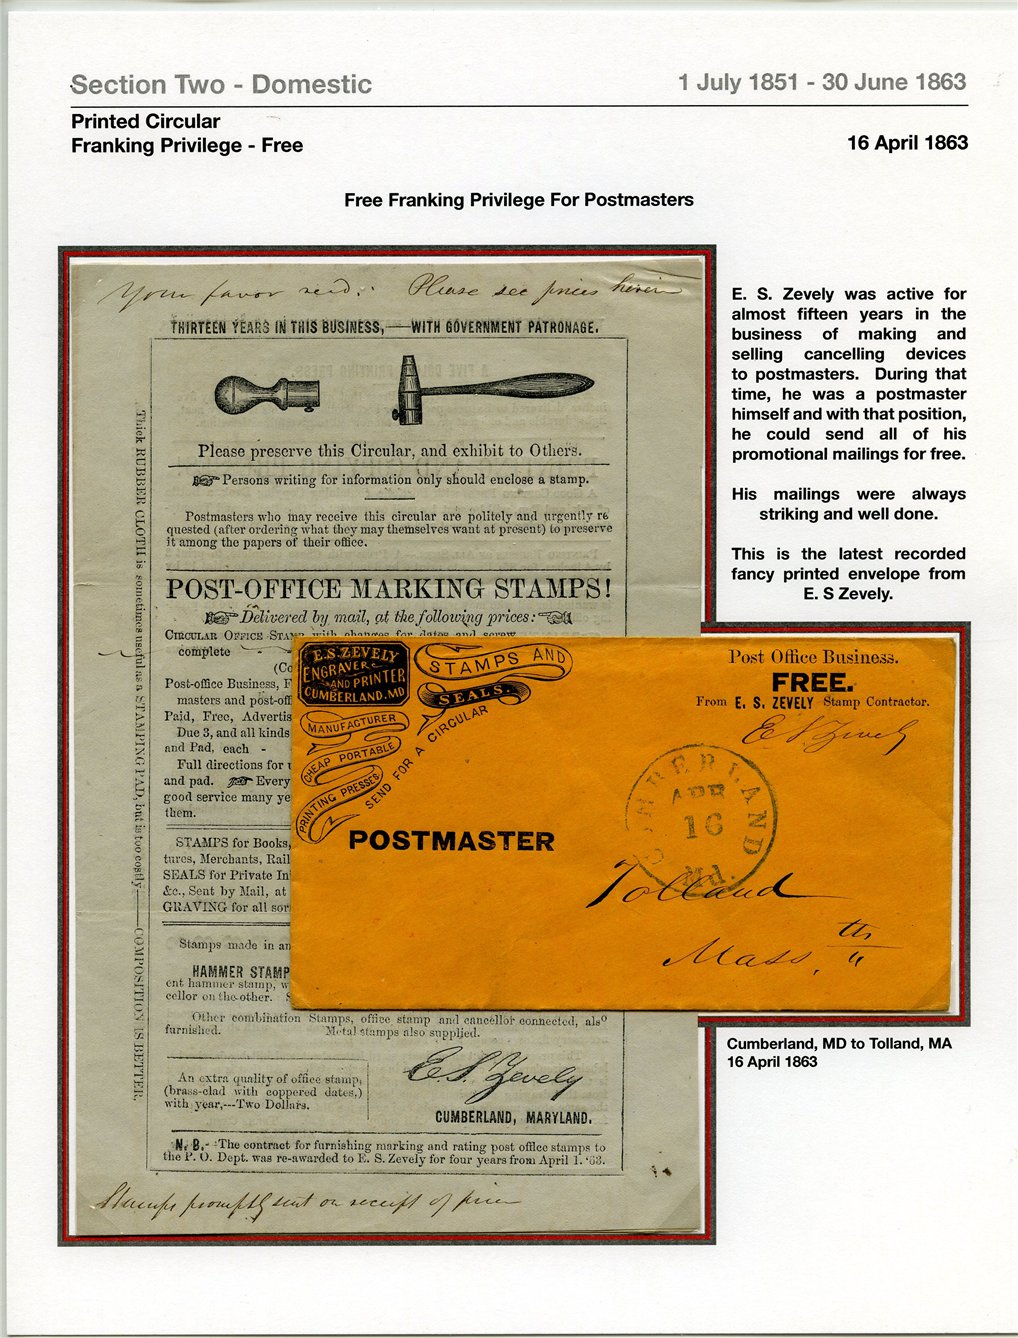 Section Two - Domestic
1 July 1851 - 30 June 1863
Printed Circular
Franking Privilege - Free
16 April 1863
Free Franking Privilege For Postmasters
E. S. Zevely was active for
almost fifteen years in the
business of making and
selling cancelling devices
to postmasters. During that
time, he was a postmaster
himself and with that position,
he could send all of his
promotional mailings for free.
His mailings were always
striking and well done.
This is the latest recorded
fancy printed envelope from
E. S Zevely.
Your favor recd. Please see prices herein
THIRTEEN YEARS IN THIS BUSINESS,—WITH GOVERNMENT PATRONAGE.
Please preserve this Circular, and exhibit to Others.
Persons writing for information only should enclose a stamp.
Postmasters who may receive this circular are politely and urgently re
quested (after ordering what they may themselves want at present) to preserve
it among the papers of their office.
POST-OFFICE MARKING STAMPS!
Delivered by mail, at the following prices:
CIRCULAR OFFICE STAMP with changes for dates and screw
complete
(Co
Post-office Business, F
masters and post-off
Paid, Free, Advertis
Due 3, and all kinds
and Pad, each -
Full directions for
and pad. Every
good service many ye
them.
STAMPS for Books,
tures, Merchants, Rail
SEALS for Private In
&c., Sent by Mail, at
GRAVING for all sor
Stamps made in an
HAMMER STAMP
ent hammer stamp, w
cellor on the other. S
Other combination Stamps, office stamp and cancellor connected, also
furnished. Metal stamps also supplied.
An extra quality of office stamp,
(brass-clad with coppered dates,)
with year,---Two Dollars.
E. S. Zevely
CUMBERLAND, MARYLAND.
N. B.- The contract for furnishing marking and rating post office stamps to
the P. O. Dept. was re-awarded to E. S. Zevely for four years from April 1. '63.
Stamps promptly sent on receipt of price
Thick RUBBER CLOTH is sometimes useful as a STAMPING PAD, but is too costly—COMPOSITION IS BETTER.
E. S. ZEVELY
ENGRAVER
AND PRINTER
CUMBERLAND. MD
STAMPS AND
SEALS.
MANUFACTURER
CHEAP PORTABLE
PRINTING PRESSES
SEND FOR A CIRCULAR
Post Office Business.
FREE.
From E. S. ZEVELY Stamp Contractor.
E S Zevely
CUMBERLAND
APR
16
Md.
POSTMASTER
Tolland
Mass.
Cumberland, MD to Tolland, MA
16 April 1863